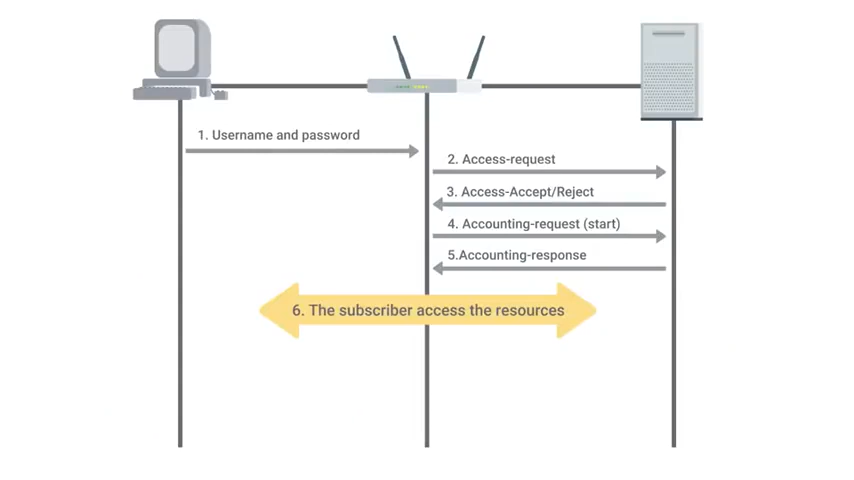 1. Username and password
2. Access-request
3. Access-Accept/Reject
4. Accounting-request (start)
5.Accounting-response
6. The subscriber access the resources